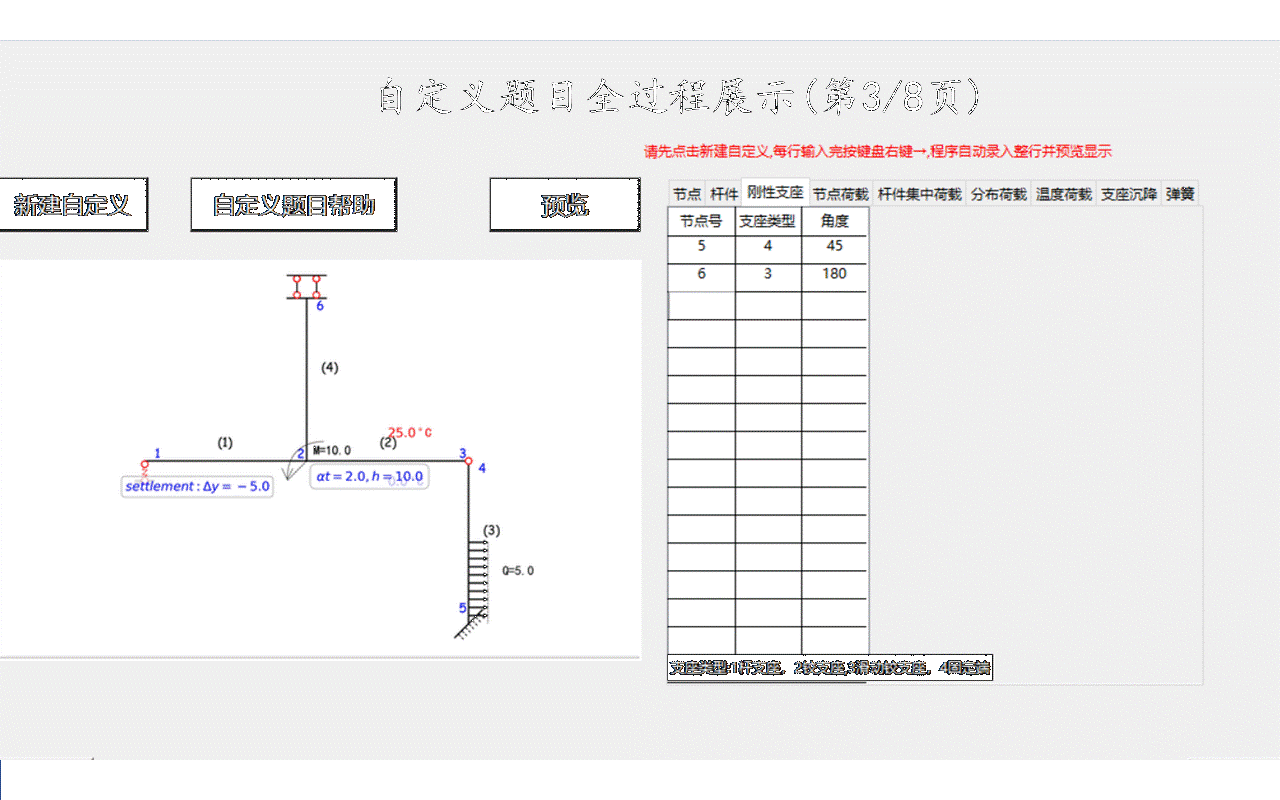 自定义题目全过程展示(第3/8页)
请先点击新建自定义,每行输入完按键盘右键→,程序自动录入整行并预览显示
新建自定义 自定义题目帮助 预览
节点 杆件 刚性支座 节点荷载 杆件集中荷载 分布荷载 温度荷载 支座沉降 弹簧
节点号 支座类型 角度
5 4 45
6 3 180
6
(4)
(1)
1
2
M=10.0
(2)
25.0°C
3
4
settlement:Δy=-5.0
αt=2.0,h=10.0
(3)
Q=5.0
5
支座类型:1杆支座, 2铰支座,3滑动铰支座, 4固定端